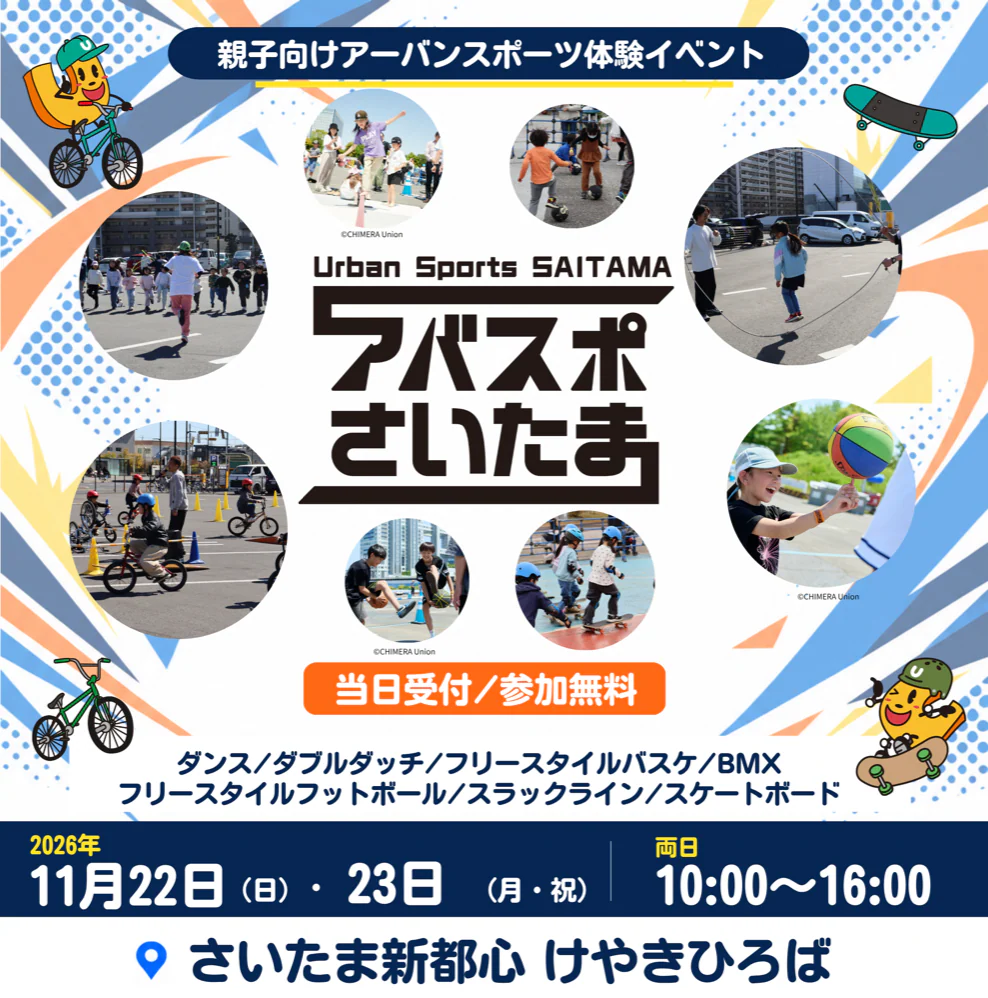 親子向けアーバンスポーツ体験イベント
©CHIMERA Union
Urban Sports SAITAMA
アバスポ
さいたま
©CHIMERA Union
©CHIMERA Union
当日受付/参加無料
ダンス/ダブルダッチ/フリースタイルバスケ/BMX
フリースタイルフットボール/スラックライン/スケートボード
2026年
11月22日(日)・23日(月・祝)
両日
10:00〜16:00
さいたま新都心 けやきひろば